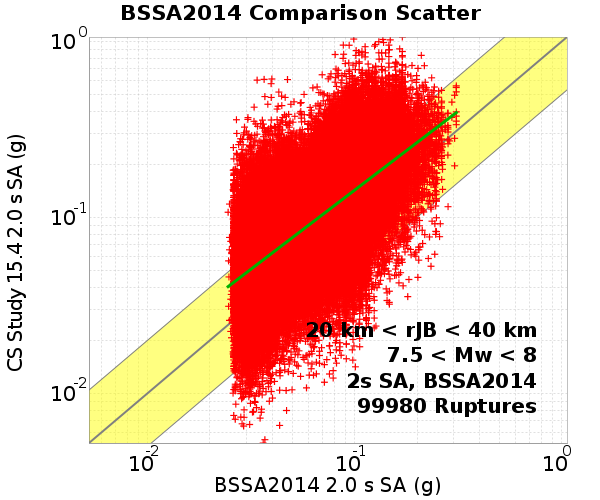 BSSA2014 Comparison Scatter
CS Study 15.4 2.0 s SA (g)
10^0
10^-1
10^-2
20 km < rJB < 40 km
7.5 < Mw < 8
2s SA, BSSA2014
99980 Ruptures
10^-2 10^-1 10^0
BSSA2014 2.0 s SA (g)